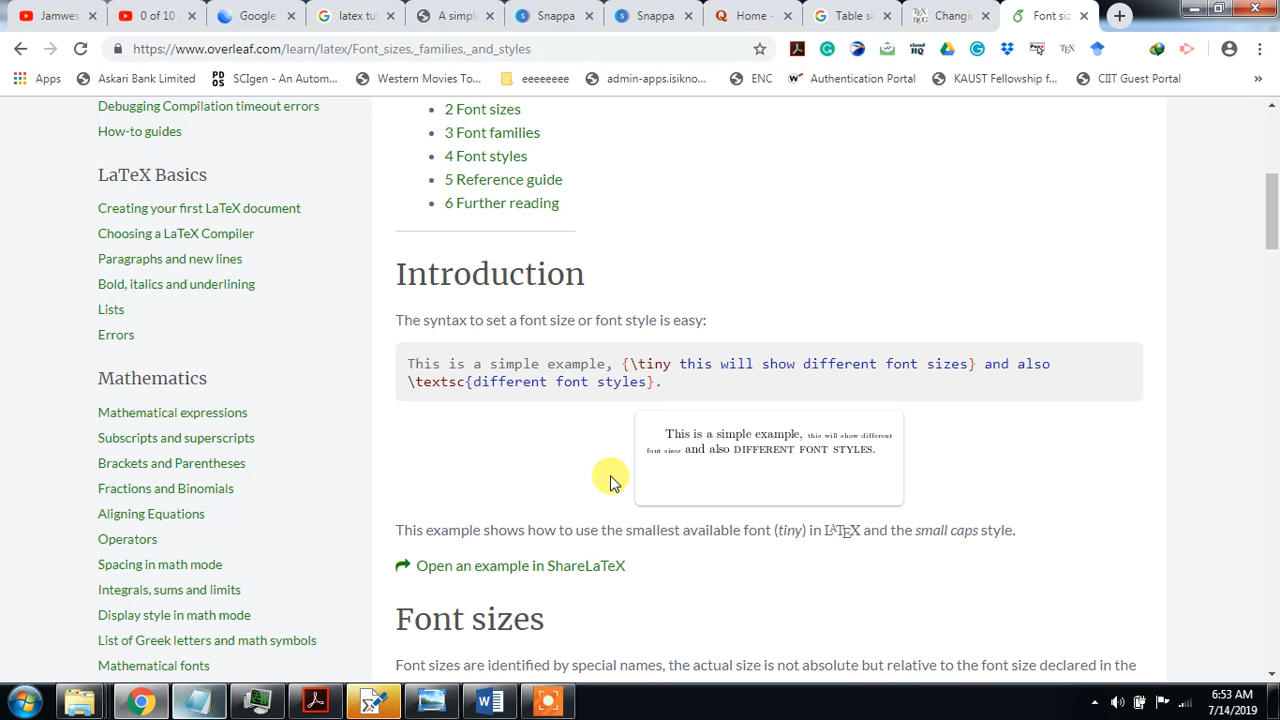 Jamwes
0 of 10
Google
latex tu
A simple
Snappa
Snappa
Home -
Table si
Changi
Font siz
https://www.overleaf.com/learn/latex/Font_sizes,_families,_and_styles
Apps
Askari Bank Limited
SCIgen - An Autom...
Western Movies To...
eeeeeee
admin-apps.isikno...
ENC
Authentication Portal
KAUST Fellowship f...
CIIT Guest Portal
»
Debugging Compilation timeout errors
How-to guides
LaTeX Basics
Creating your first LaTeX document
Choosing a LaTeX Compiler
Paragraphs and new lines
Bold, italics and underlining
Lists
Errors
Mathematics
Mathematical expressions
Subscripts and superscripts
Brackets and Parentheses
Fractions and Binomials
Aligning Equations
Operators
Spacing in math mode
Integrals, sums and limits
Display style in math mode
List of Greek letters and math symbols
Mathematical fonts
2 Font sizes
3 Font families
4 Font styles
5 Reference guide
6 Further reading
Introduction
The syntax to set a font size or font style is easy:
This is a simple example, {\tiny this will show different font sizes} and also
\textsc{different font styles}.
This is a simple example, this will show different
font sizes and also DIFFERENT FONT STYLES.
This example shows how to use the smallest available font (tiny) in LATEX and the small caps style.
Open an example in ShareLaTeX
Font sizes
Font sizes are identified by special names, the actual size is not absolute but relative to the font size declared in the
6:53 AM
7/14/2019